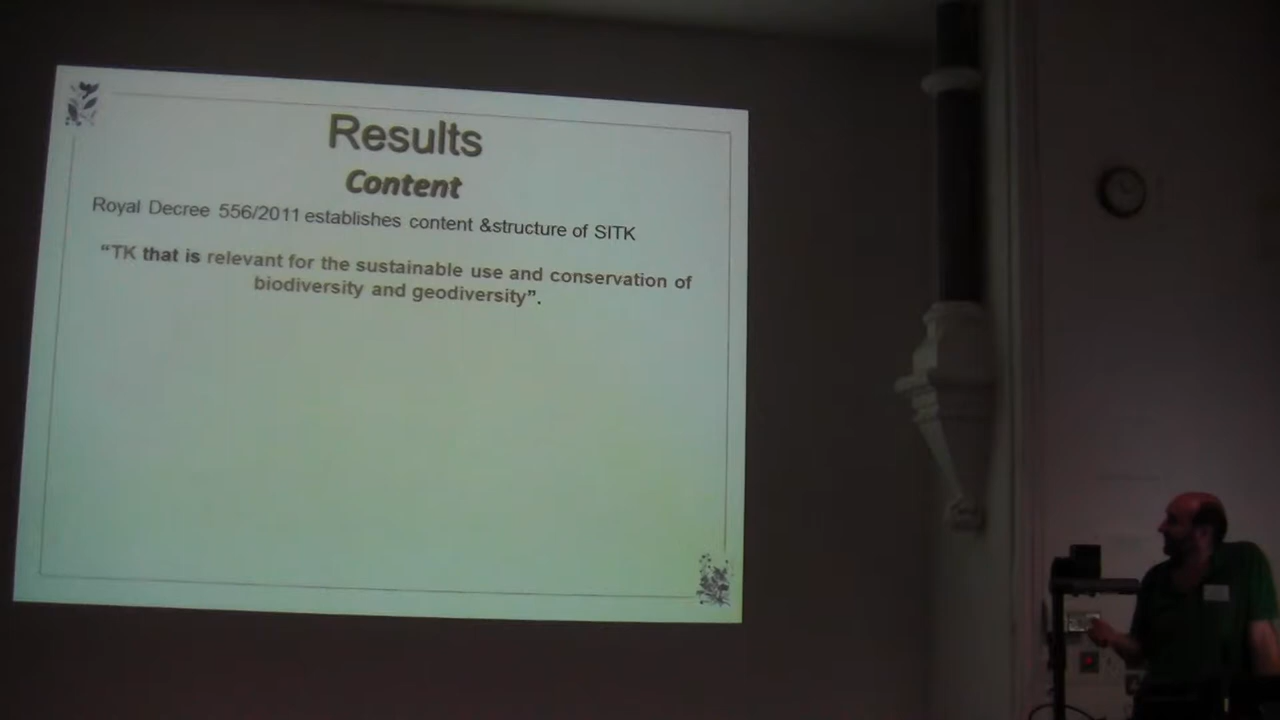 Results
Content
Royal Decree 556/2011 establishes content &structure of SITK
“TK that is relevant for the sustainable use and conservation of
biodiversity and geodiversity”.